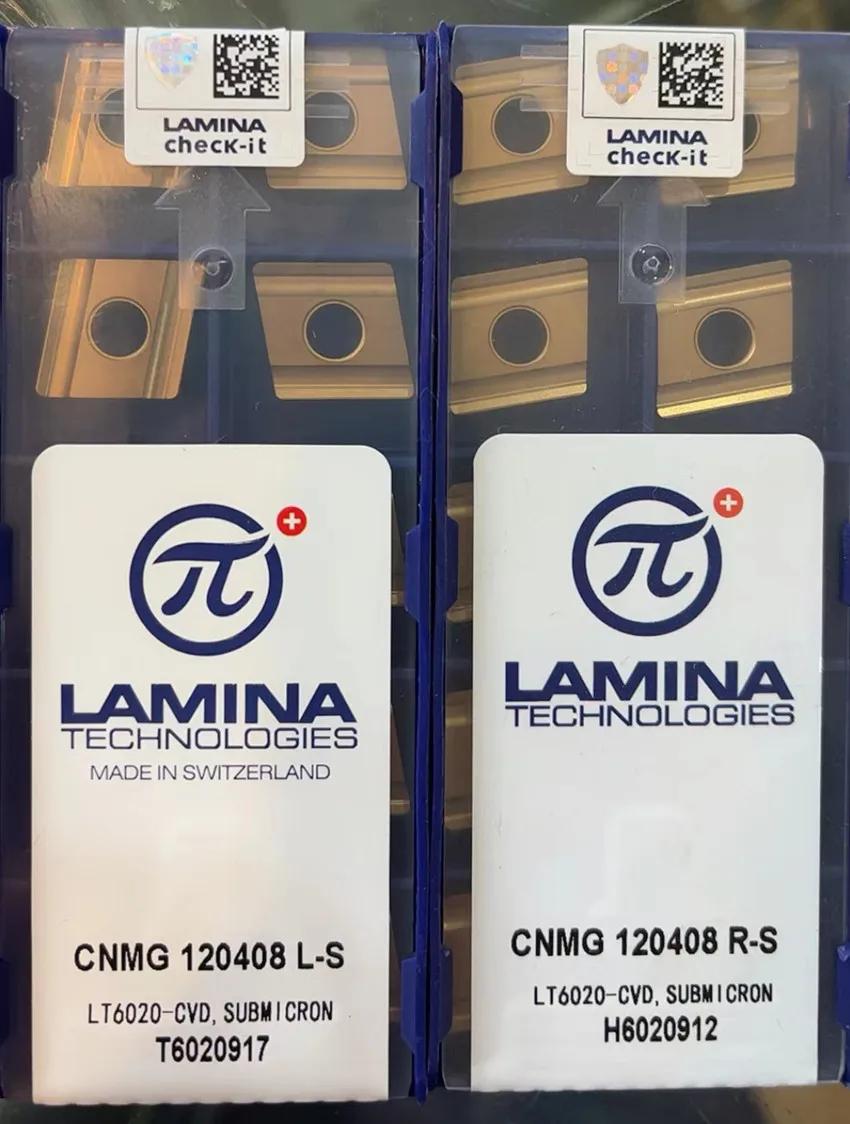 LAMINA
checK-it
π
LAMINA
TECHNOLOGIES
MADE IN SWITZERLAND
CNMG 120408 L-S
LT6020-CVD, SUBMICRON
T6020917
LAMINA
checK-it
π
LAMINA
TECHNOLOGIES
CNMG 120408 R-S
LT6020-CVD, SUBMICRON
H6020912